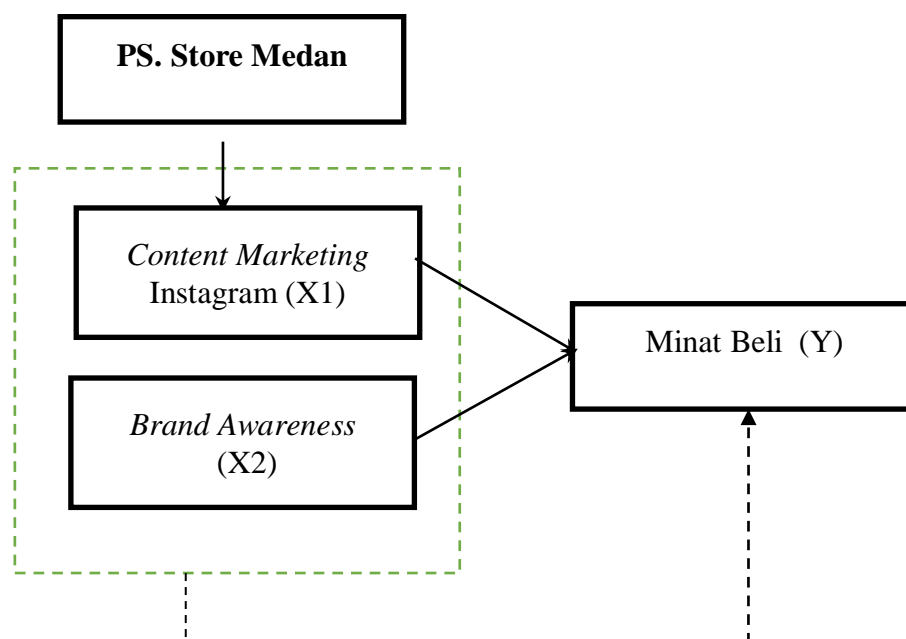 PS. Store Medan
Content Marketing
Instagram (X1)
Brand Awareness
(X2)
Minat Beli (Y)